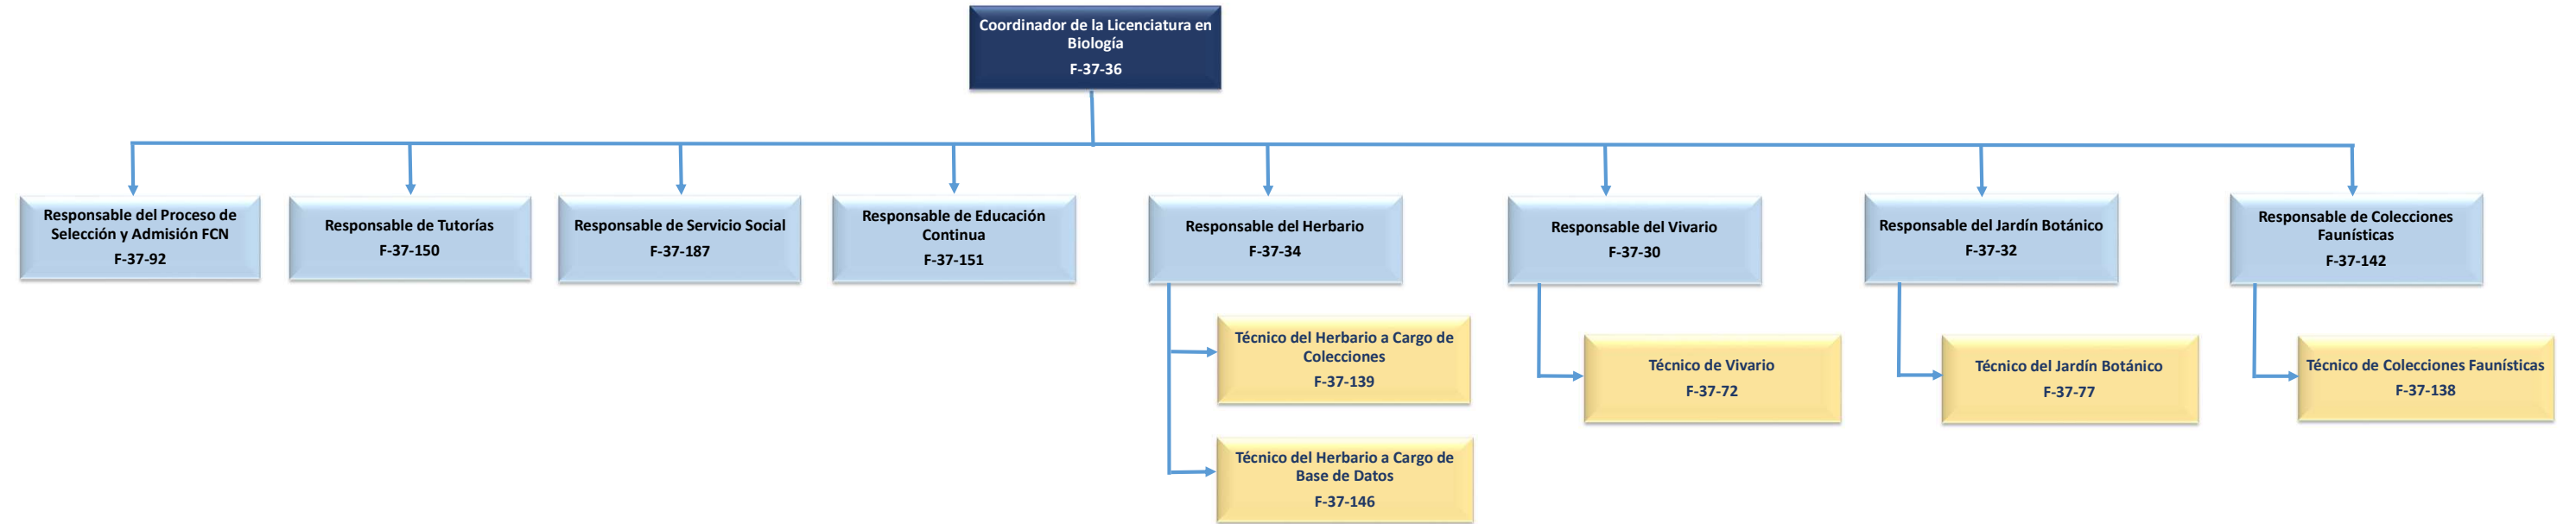 Coordinador de la Licenciatura en
Biología
F-37-36
Responsable del Proceso de
Selección y Admisión FCN
F-37-92
Responsable de Tutorías
F-37-150
Responsable de Servicio Social
F-37-187
Responsable de Educación
Continua
F-37-151
Responsable del Herbario
F-37-34
Responsable del Vivario
F-37-30
Responsable del Jardín Botánico
F-37-32
Responsable de Colecciones
Faunísticas
F-37-142
Técnico del Herbario a Cargo de
Colecciones
F-37-139
Técnico del Herbario a Cargo de
Base de Datos
F-37-146
Técnico de Vivario
F-37-72
Técnico del Jardín Botánico
F-37-77
Técnico de Colecciones Faunísticas
F-37-138